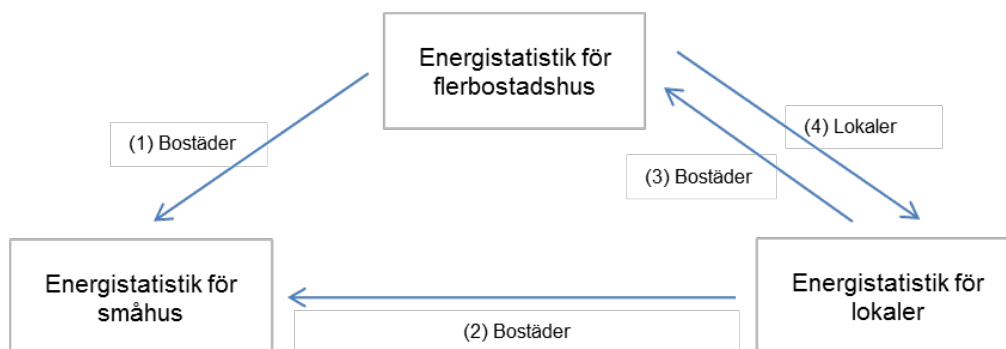 Energistatistik för
flerbostadshus
(1) Bostäder
(4) Lokaler
(3) Bostäder
Energistatistik för
småhus
Energistatistik för
lokaler
(2) Bostäder